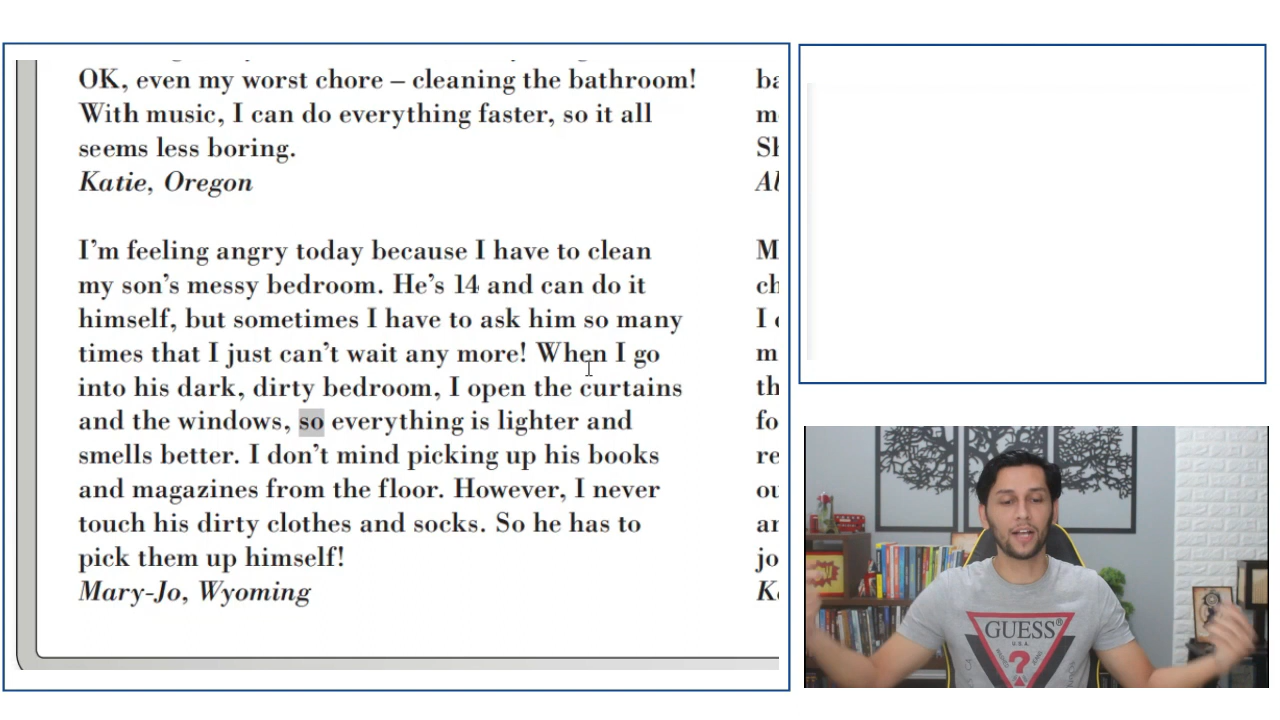 OK, even my worst chore – cleaning the bathroom!
With music, I can do everything faster, so it all
seems less boring.
Katie, Oregon
I'm feeling angry today because I have to clean
my son's messy bedroom. He's 14 and can do it
himself, but sometimes I have to ask him so many
times that I just can't wait any more! When I go
into his dark, dirty bedroom, I open the curtains
and the windows, so everything is lighter and
smells better. I don't mind picking up his books
and magazines from the floor. However, I never
touch his dirty clothes and socks. So he has to
pick them up himself!
Mary-Jo, Wyoming
GUESS®
U.S.A.
?